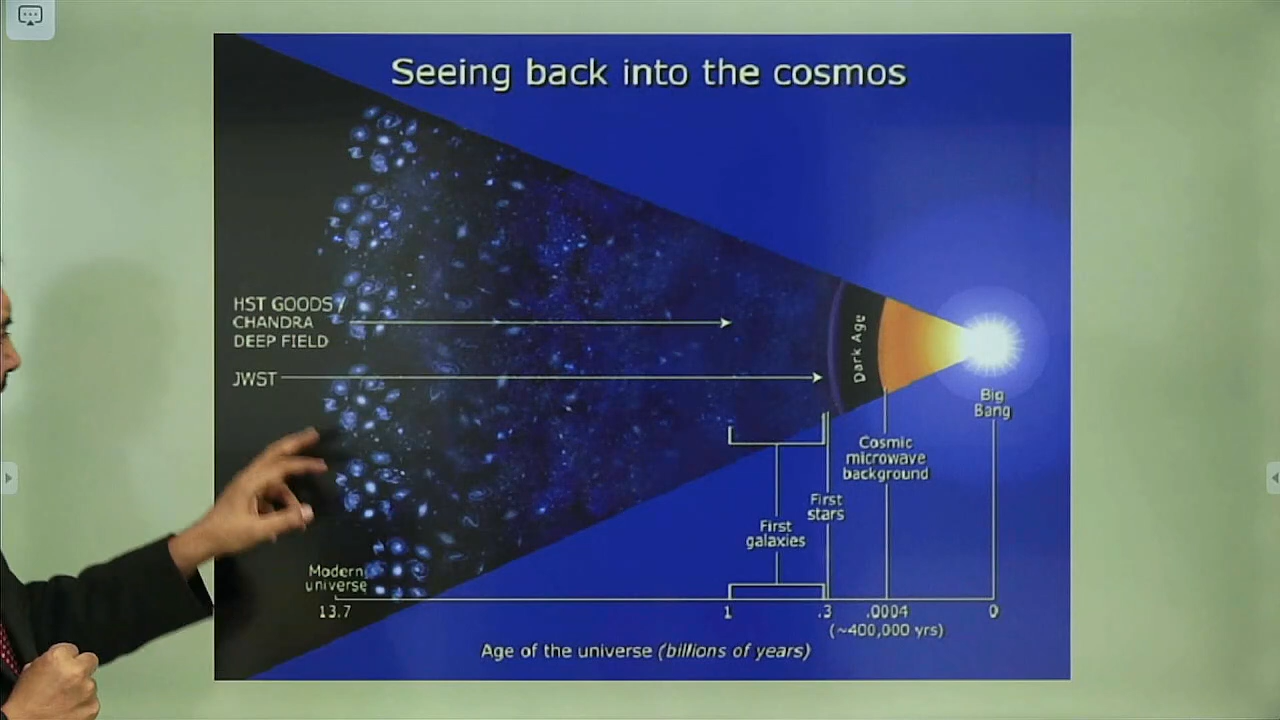 Seeing back into the cosmos
HST GOODS/
CHANDRA
DEEP FIELD
JWST
Dark Age
Big
Bang
Cosmic
microwave
background
First
stars
First
galaxies
Modern
universe
13.7
1
.3
.0004
0
(~400,000 yrs)
Age of the universe (billions of years)